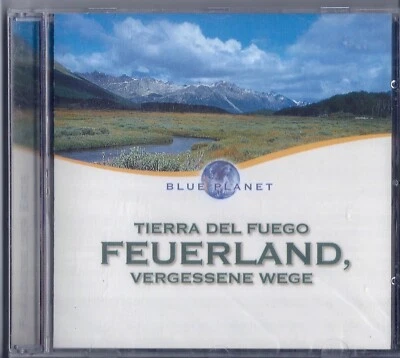 BLUE PLANET
TIERRA DEL FUEGO
FEUERLAND,
VERGESSENE WEGE